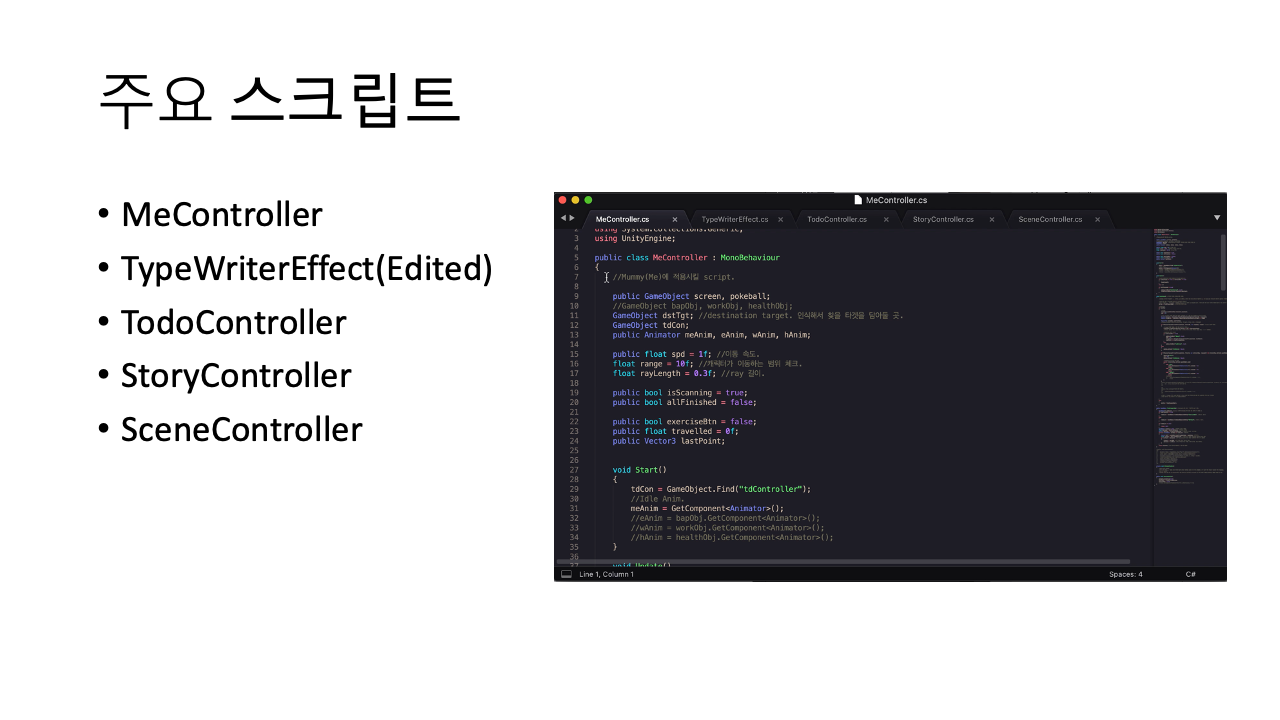 주요 스크립트
• MeController
• TypeWriterEffect(Edited)
• TodoController
• StoryController
• SceneController
MeController.cs
MeController.cs TypeWriterEffect.cs TodoController.cs StoryController.cs SceneController.cs
2 using System.Collections.Generic;
3 using UnityEngine;
4
5 public class MeController : MonoBehaviour
6 {
7 //Mummy(Me)에 적용시킬 script.
8
9 public GameObject screen, pokeball;
10 //GameObject bapObj, workObj, healthObj;
11 GameObject dstTgt; //destination target. 인식해서 찾을 타겟을 담아둘 곳.
12 GameObject tdCon;
13 public Animator meAnim, eAnim, wAnim, hAnim;
14
15 public float spd = 1f; //이동 속도.
16 float range = 10f; //캐릭터가 이동하는 범위 체크.
17 float rayLength = 0.3f; //ray 길이.
18
19 public bool isScanning = true;
20 public bool allFinished = false;
21
22 public bool exerciseBtn = false;
23 public float travelled = 0f;
24 public Vector3 lastPoint;
25
26
27 void Start()
28 {
29 tdCon = GameObject.Find("tdController");
30 //Idle Anim.
31 meAnim = GetComponent<Animator>();
32 //eAnim = bapObj.GetComponent<Animator>();
33 //wAnim = workObj.GetComponent<Animator>();
34 //hAnim = healthObj.GetComponent<Animator>();
35 }
36
37 void Update()
Line 1, Column 1 Spaces: 4 C#